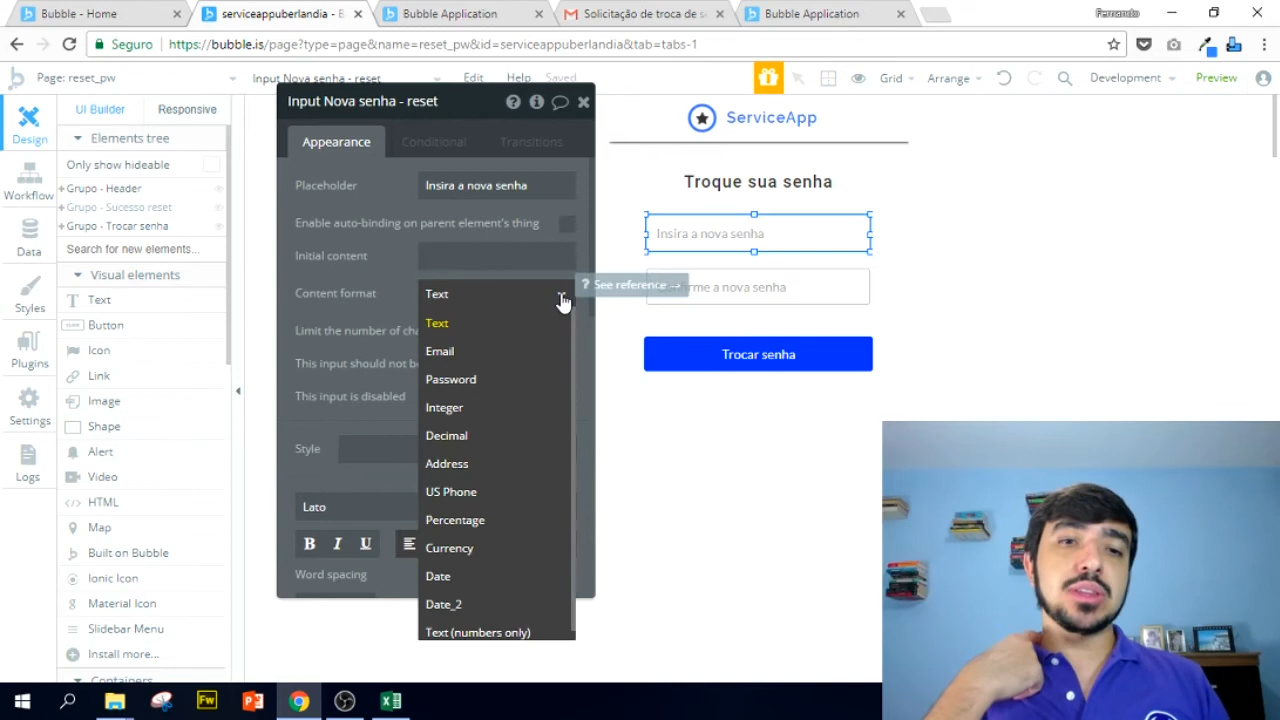 Bubble - Home
serviceappuberlandia - B
Bubble Application
Solicitação de troca de s
Bubble Application
Fernando
Seguro
https://bubble.is/page?type=page&name=reset_pw&id=serviceappuberlandia&tab=tabs-1
Page: reset_pw
Input Nova senha - reset
Edit
Help
Saved
Grid
Arrange
Development
Preview
Design
Workflow
Data
Styles
Plugins
Settings
Logs
UI Builder
Responsive
Elements tree
Only show hideable
Grupo - Header
Grupo - Sucesso reset
Grupo - Trocar senha
Search for new elements...
Visual elements
Text
Button
CLICK
Icon
Link
Image
Shape
Alert
Video
HTML
Map
Built on Bubble
Ionic Icon
Material Icon
Slidebar Menu
Install more...
Containers
Input Nova senha - reset
Appearance
Conditional
Transitions
Placeholder
Insira a nova senha
Enable auto-binding on parent element's thing
Initial content
Content format
Text
Limit the number of cha
This input should not be
This input is disabled
Style
Lato
B I U
Word spacing
Text
Email
Password
Integer
Decimal
Address
US Phone
Percentage
Currency
Date
Date_2
Text (numbers only)
? See reference
ServiceApp
Troque sua senha
Insira a nova senha
nfirme a nova senha
Trocar senha
Fw